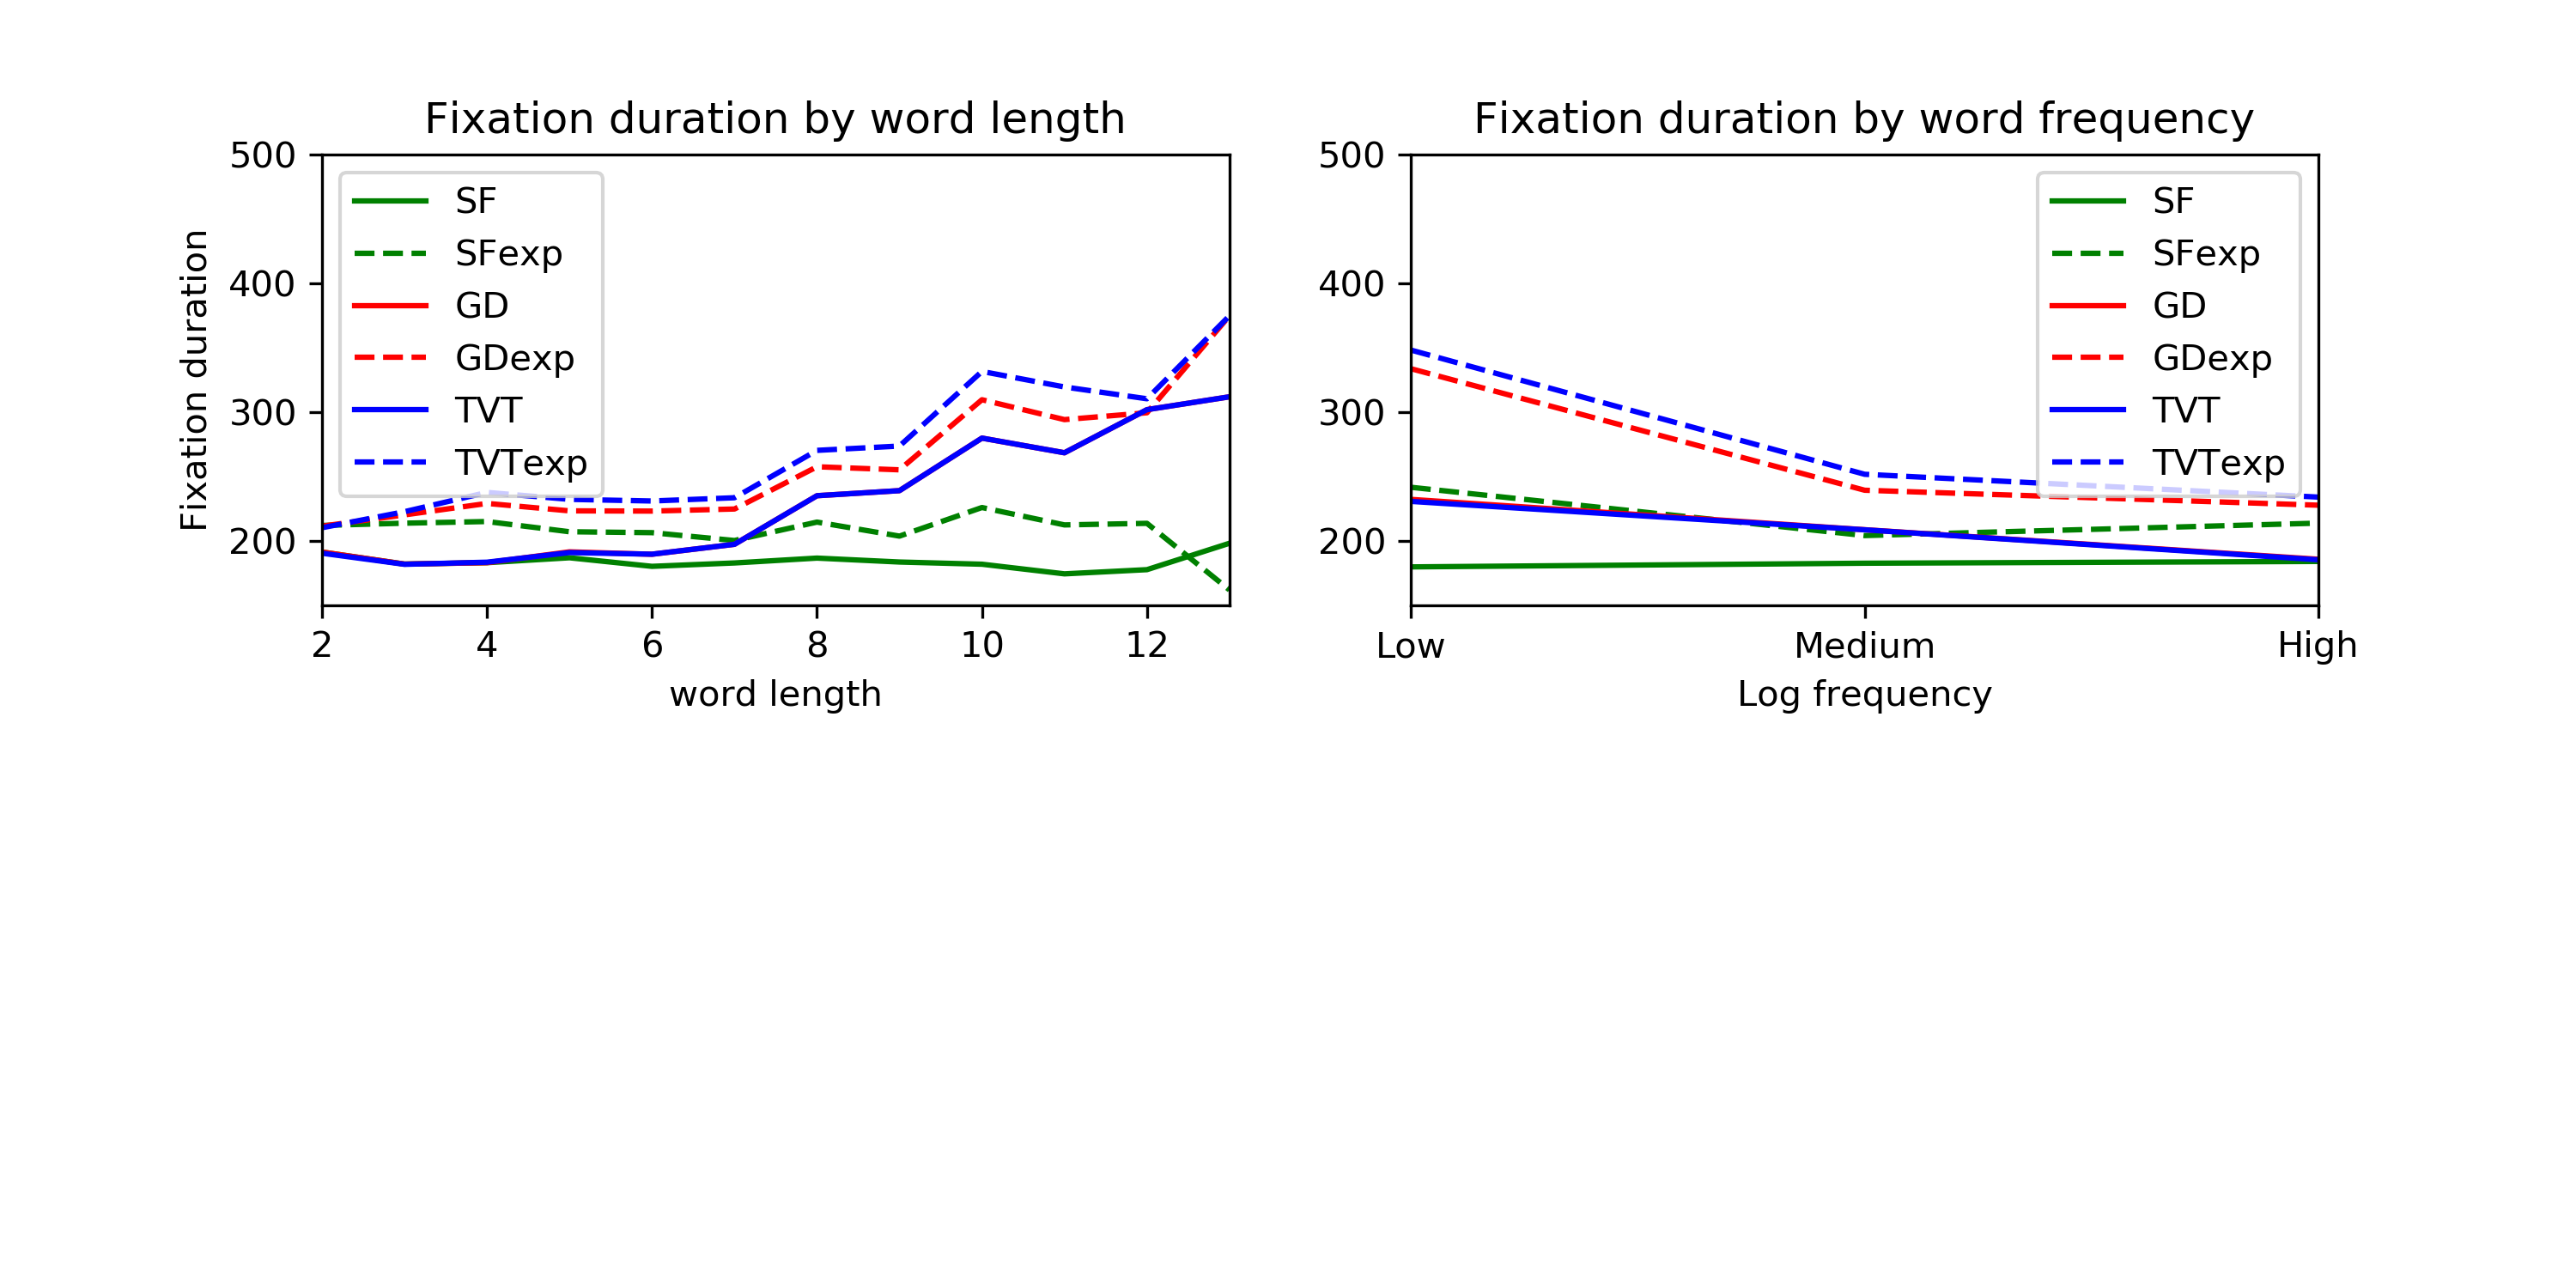 Fixation duration by word length
Fixation duration
500
400
300
200
SF
SFexp
GD
GDexp
TVT
TVTexp
2 4 6 8 10 12
word length
Fixation duration by word frequency
500
400
300
200
SF
SFexp
GD
GDexp
TVT
TVTexp
Low Medium High
Log frequency